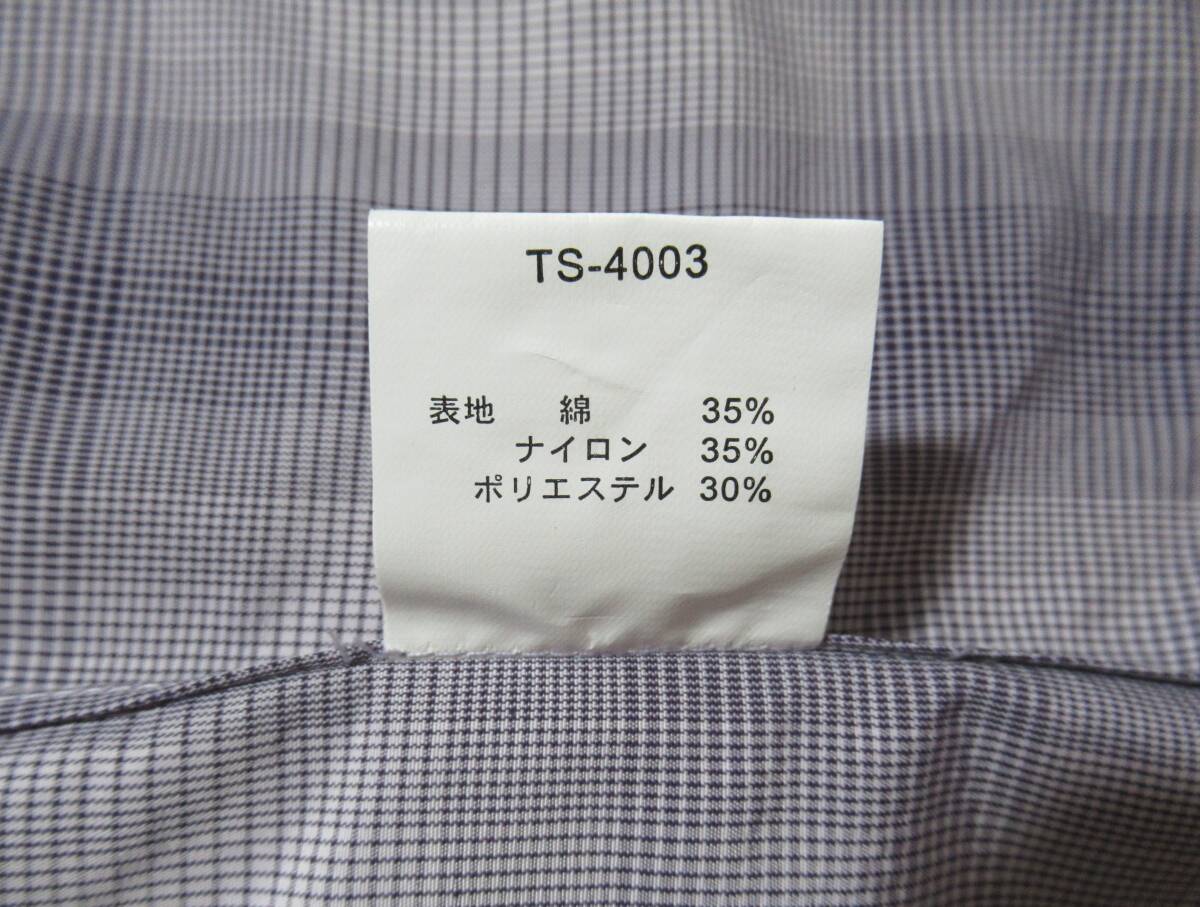 TS-4003
表地 綿 35%
ナイロン 35%
ポリエステル 30%